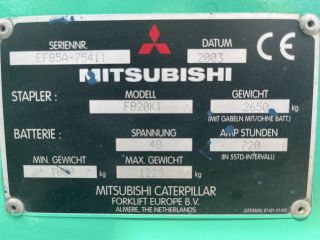 SERIENNR. DATUM
EFB5A-75411 2003 CE
MITSUBISHI
STAPLER: MODELL GEWICHT
FB20KT 2650 kg
(MIT GABELN MIT/OHNE BATT.)
BATTERIE: SPANNUNG AMP STUNDEN
48 720
(IN 5STD-INTERVALL)
MIN. GEWICHT MAX. GEWICHT
kg 1225 kg
MITSUBISHI CATERPILLAR
FORKLIFT EUROPE B.V.
ALMERE, THE NETHERLANDS